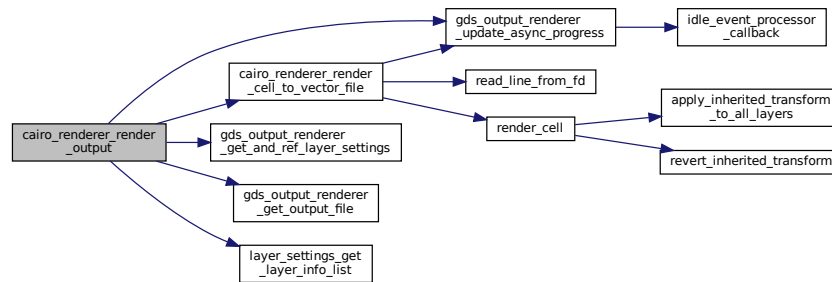 cairo_renderer_render
_output
gds_output_renderer
_update_async_progress
cairo_renderer_render
_cell_to_vector_file
gds_output_renderer
_get_and_ref_layer_settings
gds_output_renderer
_get_output_file
layer_settings_get
_layer_info_list
idle_event_processor
_callback
read_line_from_fd
render_cell
apply_inherited_transform
_to_all_layers
revert_inherited_transform